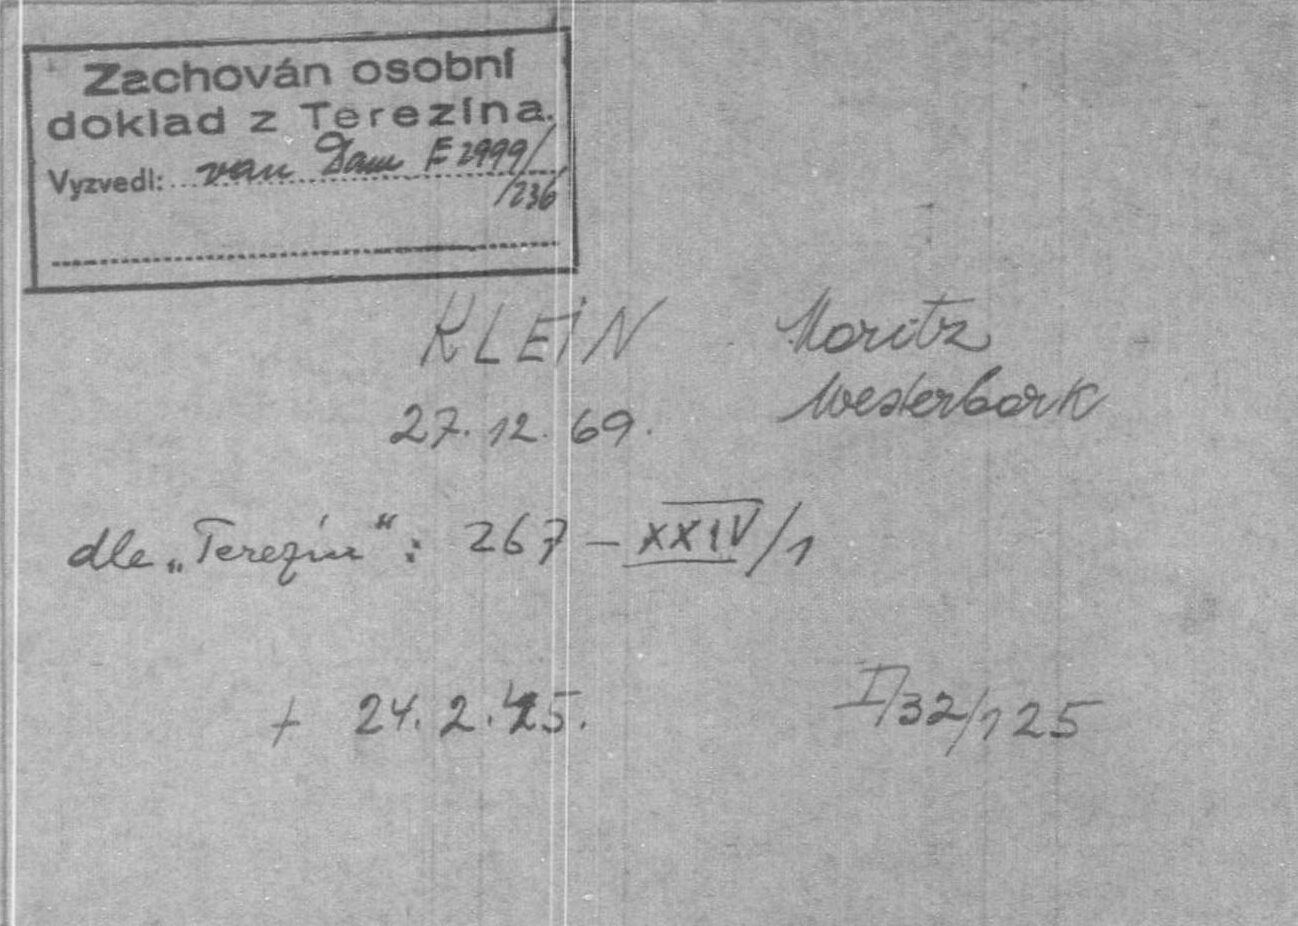 Zachován osobní
doklad z Terezína.
Vyzvedl: van Dam E 2999/
/236
KLEIN Moritz
27.12.69. Westerbork
dle „Terezín“: 267 – XXIV/1
+ 24.2.45. I/32/125